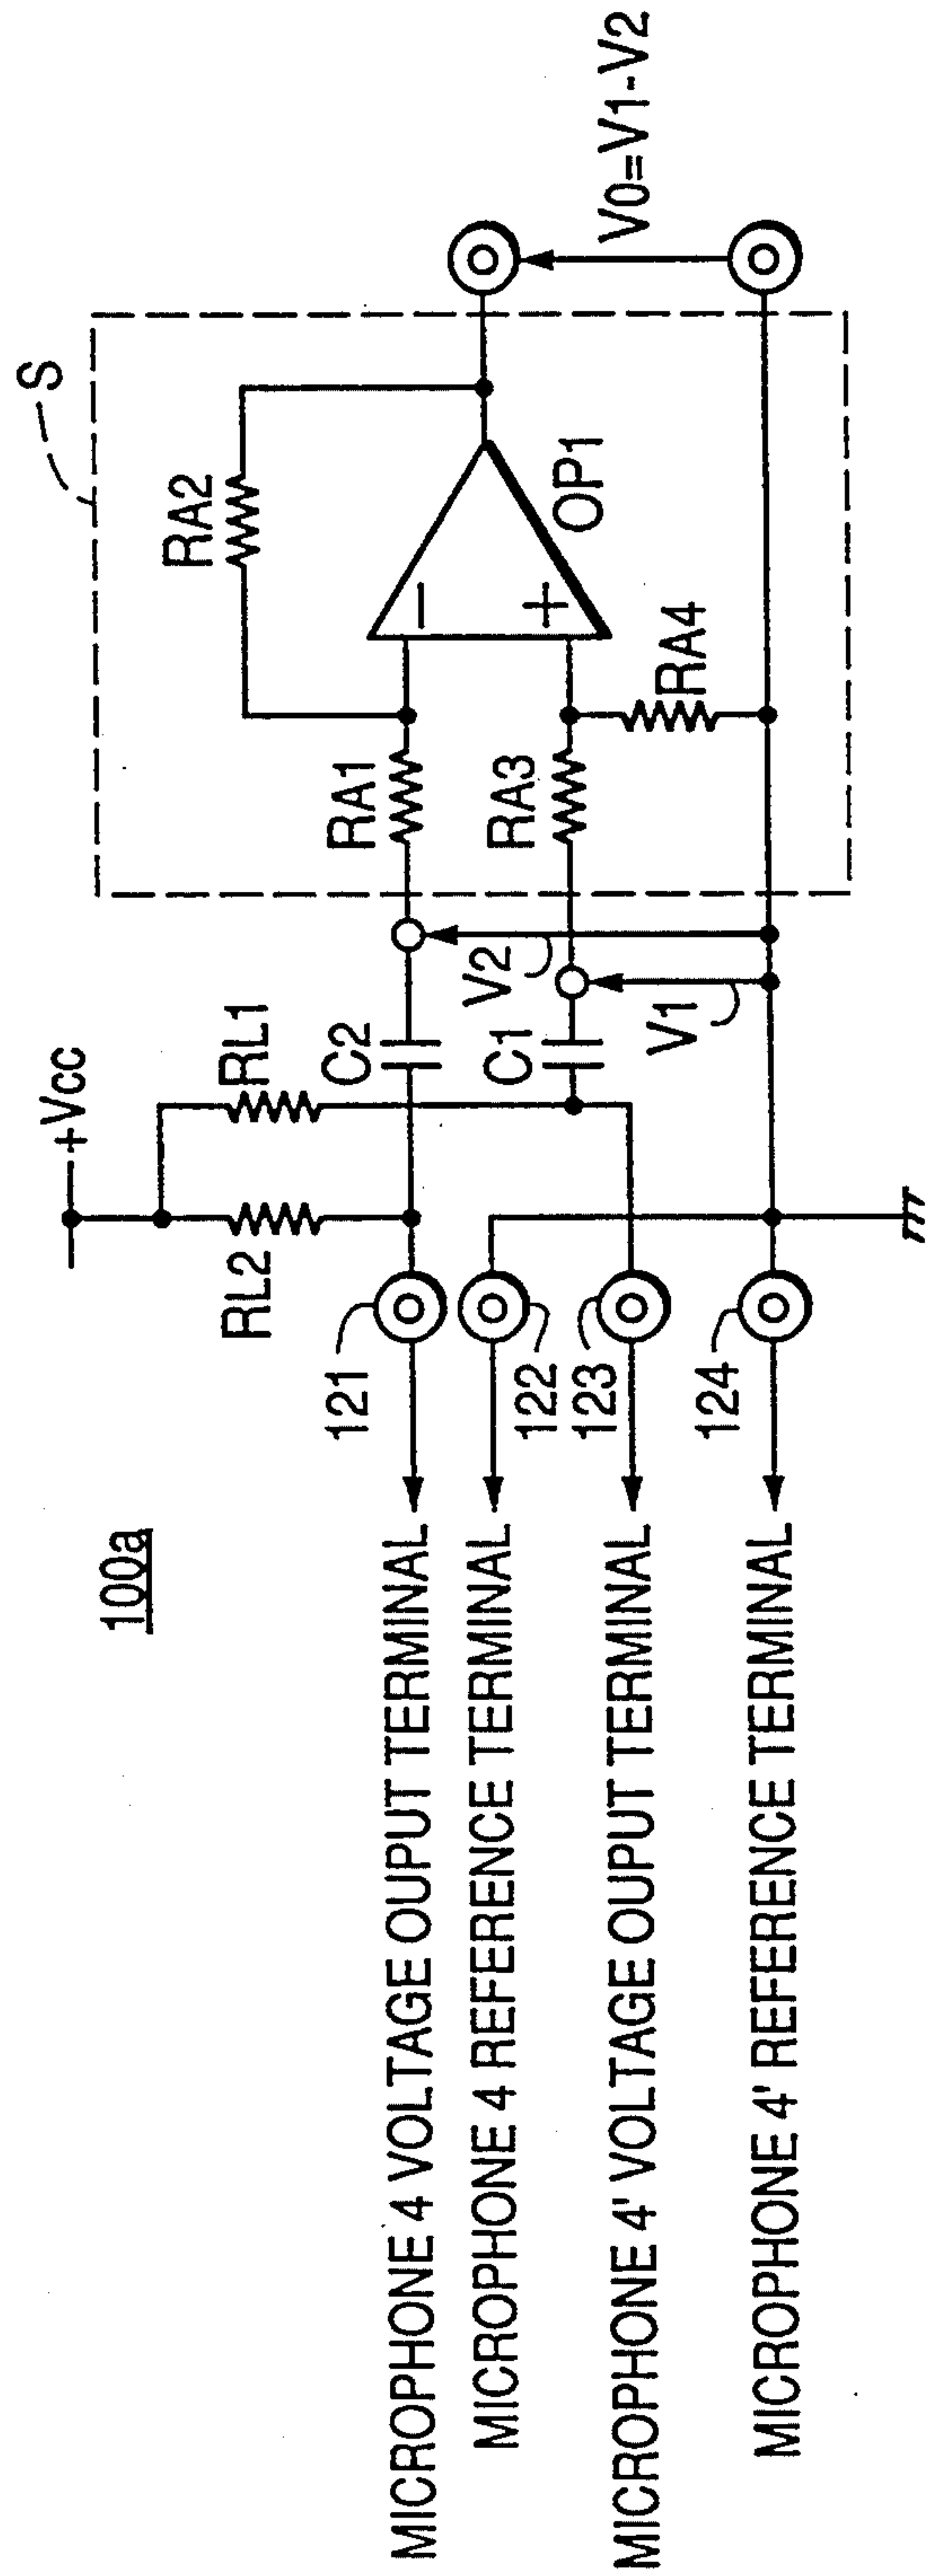 100a
S
+Vcc
RL1
RL2
RA2
C2
RA1
OP1
121
V2
C1
RA3
RA4
V0=V1-V2
122
123
V1
124
MICROPHONE 4 VOLTAGE OUPUT TERMINAL
MICROPHONE 4 REFERENCE TERMINAL
MICROPHONE 4' VOLTAGE OUPUT TERMINAL
MICROPHONE 4' REFERENCE TERMINAL
−
+